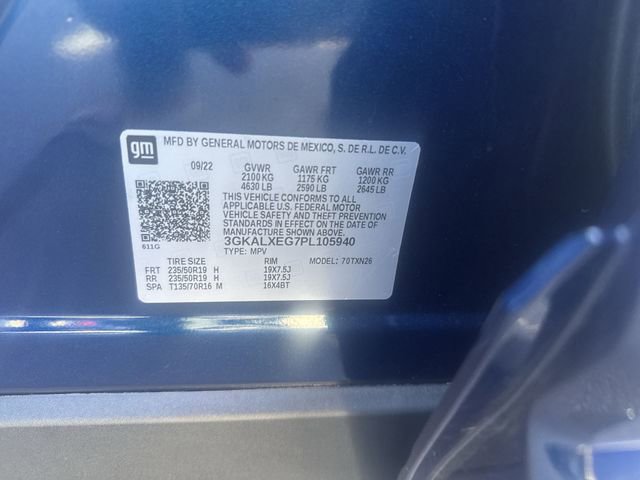 gm
MFD BY GENERAL MOTORS DE MEXICO, S. DE R.L. DE C.V.
09/22 GVWR GAWR FRT GAWR RR
2100 KG 1175 KG 1200 KG
4630 LB 2590 LB 2645 LB
THIS VEHICLE CONFORMS TO ALL
APPLICABLE U.S. FEDERAL MOTOR
VEHICLE SAFETY AND THEFT PREVENTION
STANDARDS IN EFFECT ON THE DATE OF
MANUFACTURE SHOWN ABOVE.
611G 3GKALXEG7PL105940
TYPE: MPV MODEL: 70TXN26
TIRE SIZE RIM
FRT 235/50R19 H 19X7.5J
RR 235/50R19 H 19X7.5J
SPA T135/70R16 M 16X4BT